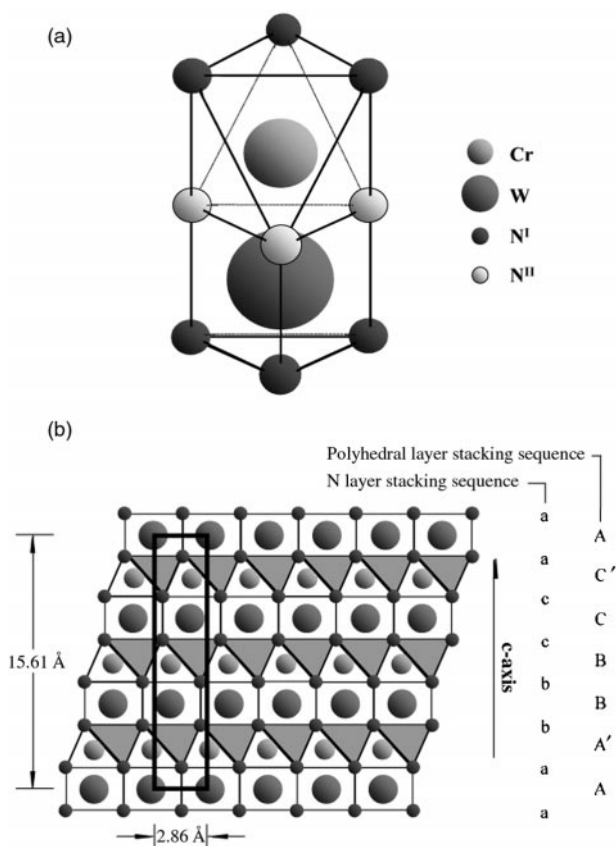 (a)
Cr
W
N^I
N^II
(b)
Polyhedral layer stacking sequence
N layer stacking sequence
a
A
a
C′
c
C
c
B
b
B
b
A′
a
A
a
15.61 Å
c-axis
2.86 Å